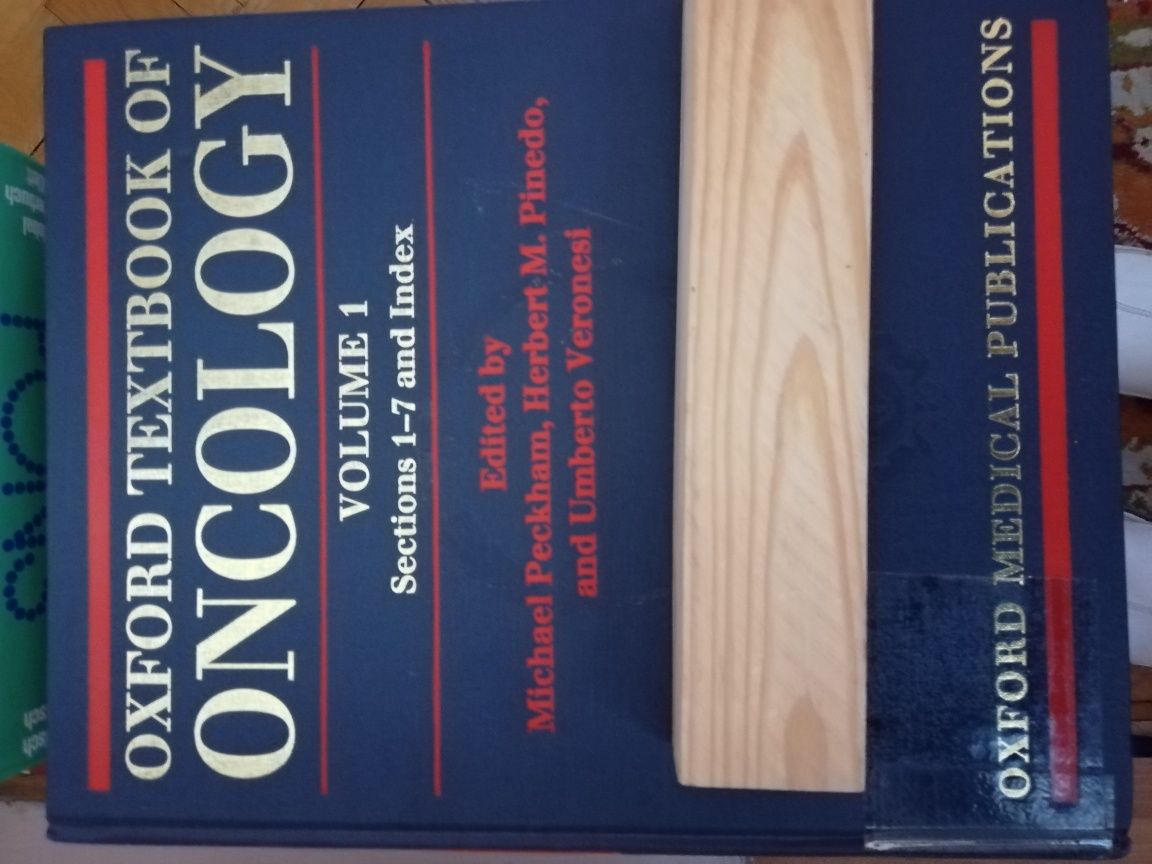 OXFORD TEXTBOOK OF
ONCOLOGY
VOLUME 1
Sections 1–7 and Index
Edited by
Michael Peckham, Herbert M. Pinedo,
and Umberto Veronesi
OXFORD MEDICAL PUBLICATIONS